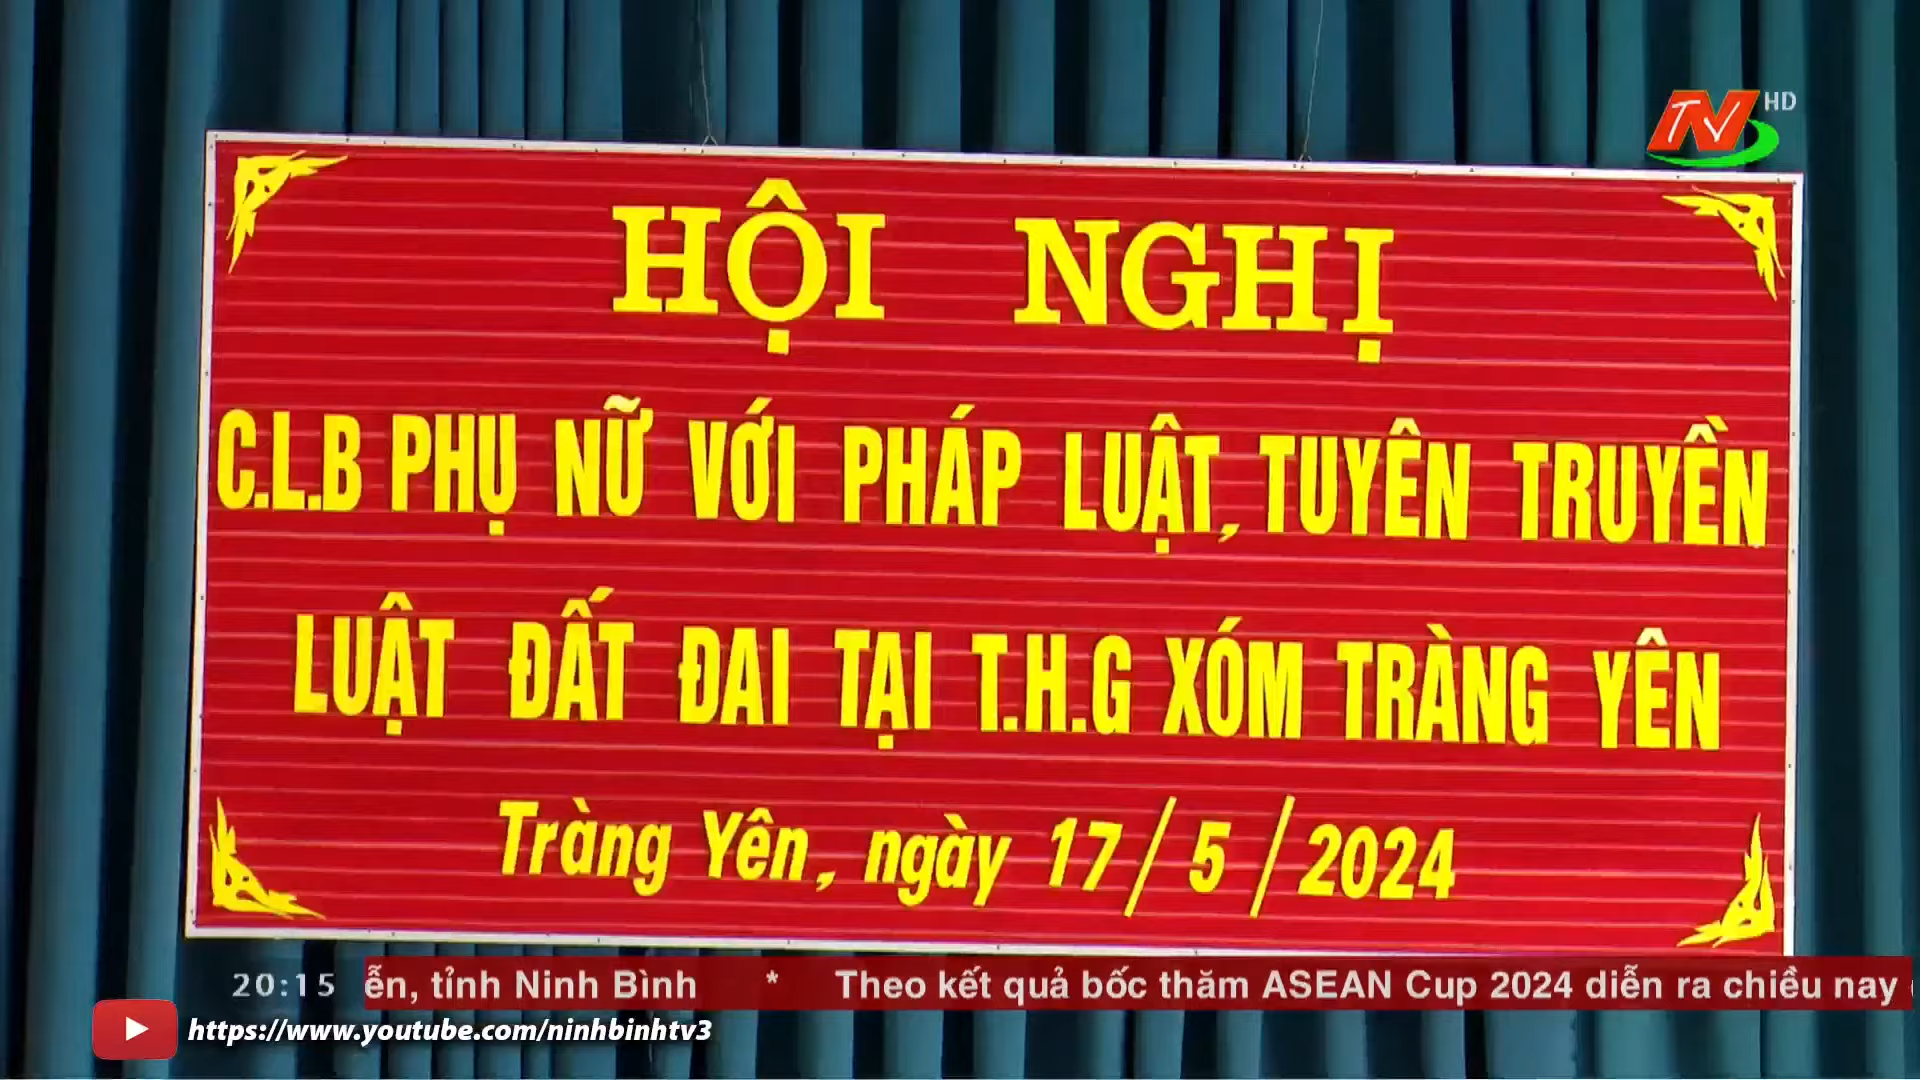 TV HD
HỘI NGHỊ
C.L.B PHỤ NỮ VỚI PHÁP LUẬT, TUYÊN TRUYỀN
LUẬT ĐẤT ĐAI TẠI T.H.G XÓM TRÀNG YÊN
Tràng Yên, ngày 17/5/2024
20:15 ễn, tỉnh Ninh Bình * Theo kết quả bốc thăm ASEAN Cup 2024 diễn ra chiều nay
https://www.youtube.com/ninhbinhtv3